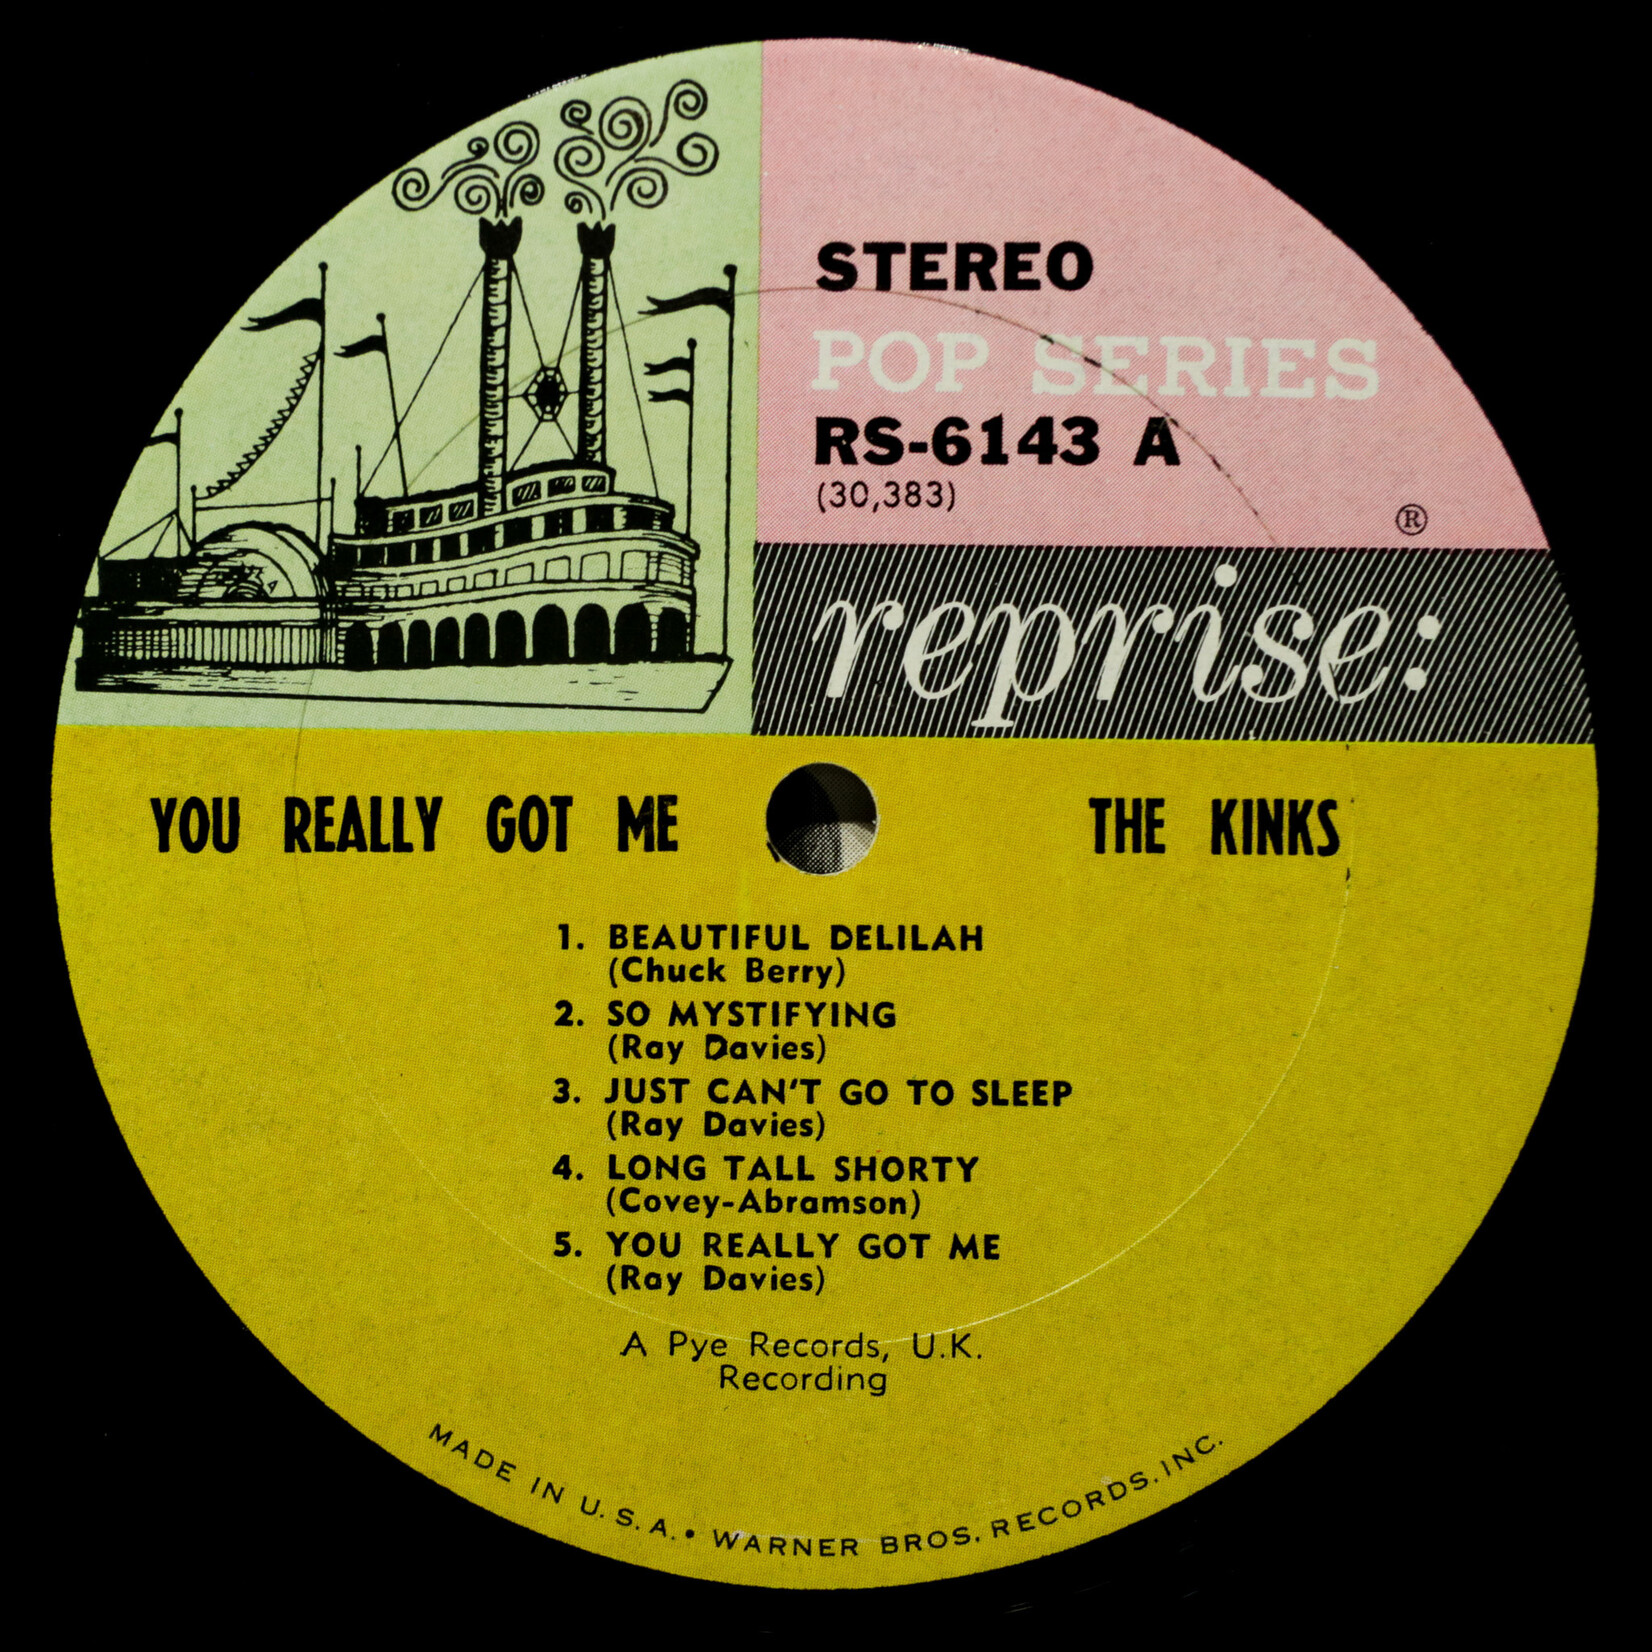 STEREO
POP SERIES
RS-6143 A
(30,383)
®
reprise:
YOU REALLY GOT ME
THE KINKS
1. BEAUTIFUL DELILAH
(Chuck Berry)
2. SO MYSTIFYING
(Ray Davies)
3. JUST CAN'T GO TO SLEEP
(Ray Davies)
4. LONG TALL SHORTY
(Covey-Abramson)
5. YOU REALLY GOT ME
(Ray Davies)
A Pye Records, U.K.
Recording
MADE IN U.S.A. • WARNER BROS. RECORDS, INC.